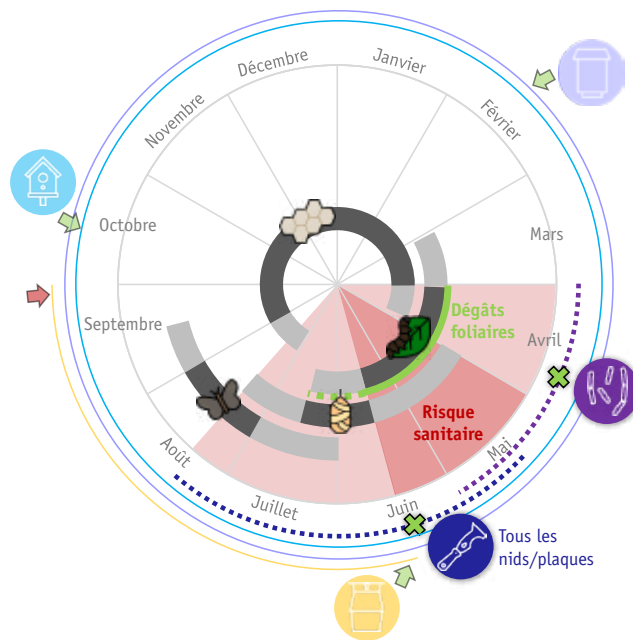 Janvier
Février
Mars
Avril
Mai
Juin
Juillet
Août
Septembre
Octobre
Novembre
Décembre
Dégâts
foliaires
Risque
sanitaire
Tous les
nids/plaques